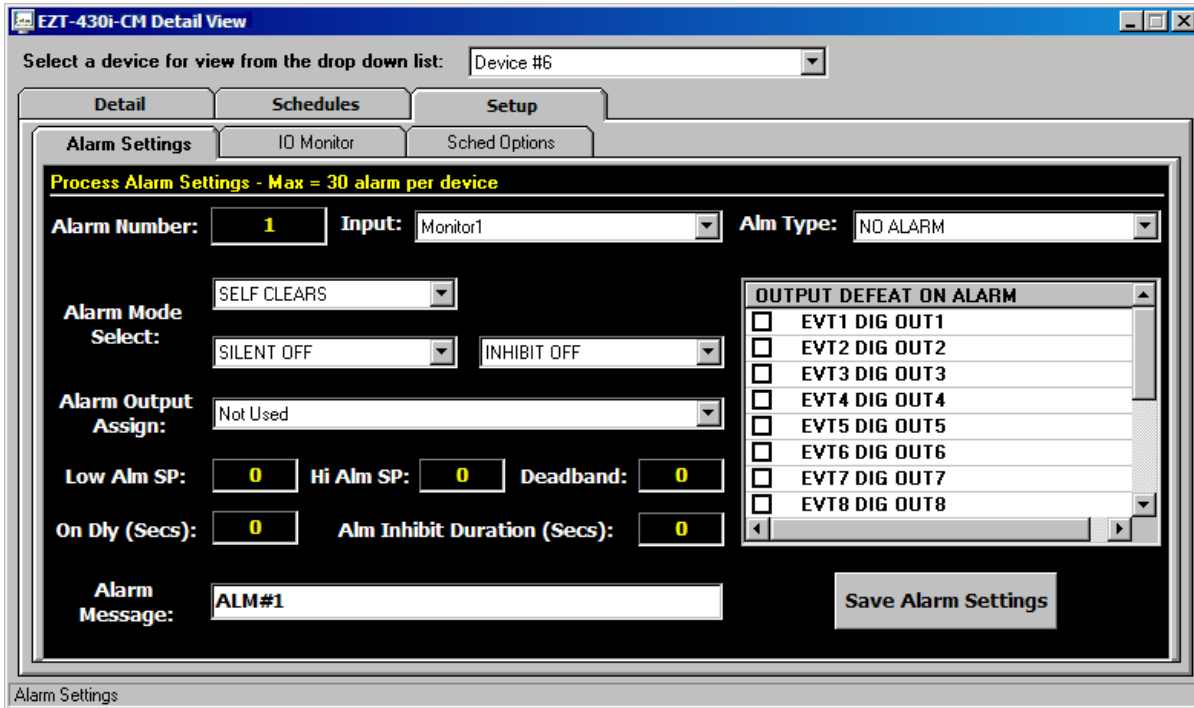 EZT-430i-CM Detail View
Select a device for view from the drop down list: Device #6
Detail Schedules Setup
Alarm Settings IO Monitor Sched Options
Process Alarm Settings - Max = 30 alarm per device
Alarm Number: 1 Input: Monitor1 Alm Type: NO ALARM
Alarm Mode Select:
SELF CLEARS
SILENT OFF INHIBIT OFF
Alarm Output Assign: Not Used
Low Alm SP: 0 Hi Alm SP: 0 Deadband: 0
On Dly (Secs): 0 Alm Inhibit Duration (Secs): 0
Alarm Message: ALM#1
OUTPUT DEFEAT ON ALARM
EVT1 DIG OUT1
EVT2 DIG OUT2
EVT3 DIG OUT3
EVT4 DIG OUT4
EVT5 DIG OUT5
EVT6 DIG OUT6
EVT7 DIG OUT7
EVT8 DIG OUT8
Save Alarm Settings
Alarm Settings